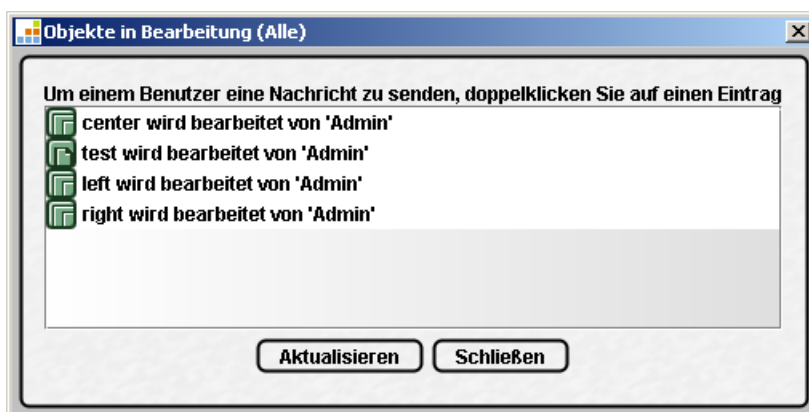 Objekte in Bearbeitung (Alle)
Um einem Benutzer eine Nachricht zu senden, doppelklicken Sie auf einen Eintrag
center wird bearbeitet von 'Admin'
test wird bearbeitet von 'Admin'
left wird bearbeitet von 'Admin'
right wird bearbeitet von 'Admin'
Aktualisieren Schließen